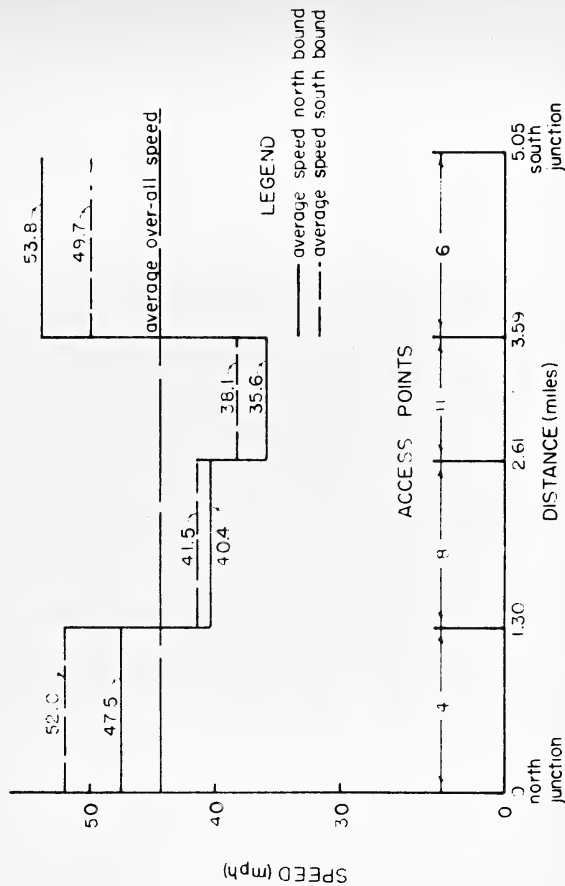 53.8
49.7
average over-all speed
52.0
47.5
41.5
40.4
38.1
35.6
LEGEND
average speed north bound
average speed south bound
50
40
30
0
SPEED (mph)
ACCESS POINTS
4
8
11
6
0
1.30
2.61
3.59
5.05
north
junction
south
junction
DISTANCE (miles)